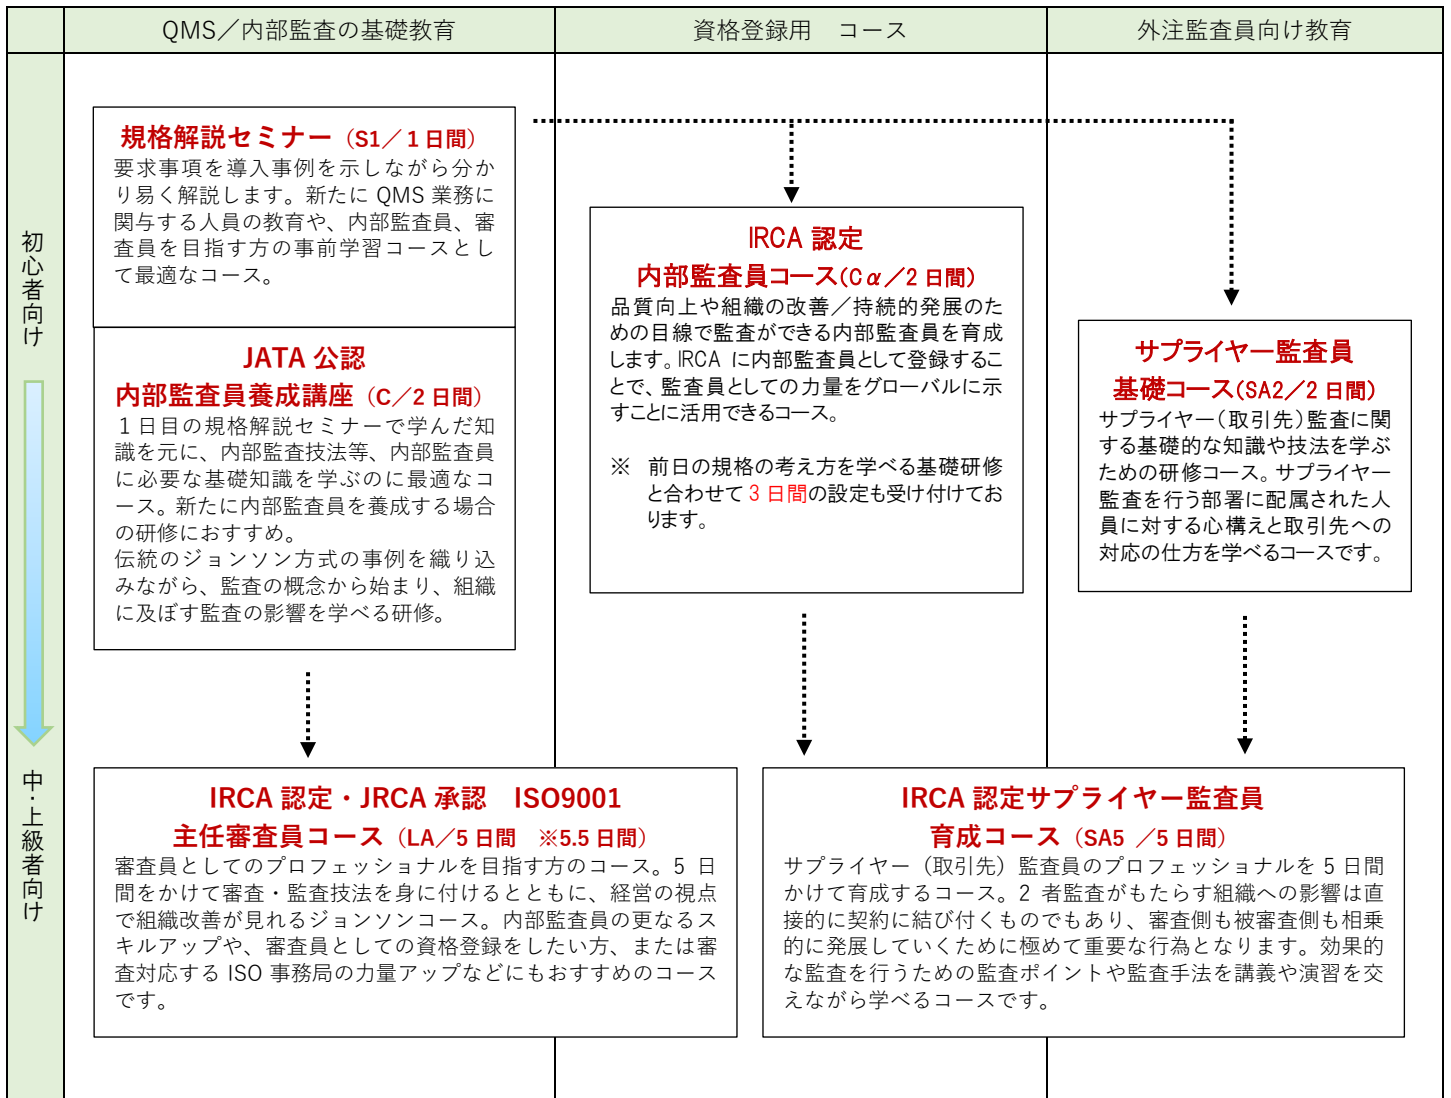 QMS／内部監査の基礎教育
資格登録用　コース
外注監査員向け教育
初心者向け
中・上級者向け
規格解説セミナー（S1／1日間）
要求事項を導入事例を示しながら分か
り易く解説します。新たに QMS 業務に
関与する人員の教育や、内部監査員、審
査員を目指す方の事前学習コースとし
て最適なコース。
JATA 公認
内部監査員養成講座（C／2 日間）
１日目の規格解説セミナーで学んだ知
識を元に、内部監査技法等、内部監査員
に必要な基礎知識を学ぶのに最適なコ
ース。新たに内部監査員を養成する場合
の研修におすすめ。
伝統のジョンソン方式の事例を織り込
みながら、監査の概念から始まり、組織
に及ぼす監査の影響を学べる研修。
IRCA 認定
内部監査員コース(Cα／2 日間)
品質向上や組織の改善／持続的発展のた
めの目線で監査ができる内部監査員を育成
します。IRCA に内部監査員として登録するこ
とで、監査員としての力量をグローバルに示
すことに活用できるコース。
※　前日の規格の考え方を学べる基礎研修
と合わせて 3 日間の設定も受け付けてお
ります。
サプライヤー監査員
基礎コース(SA2／2 日間)
サプライヤー（取引先）監査に関
する基礎的な知識や技法を学ぶ
ための研修コース。サプライヤー
監査を行う部署に配属された人
員に対する心構えと取引先への
対応の仕方を学べるコースです。
IRCA 認定・JRCA 承認　ISO9001
主任審査員コース（LA／5 日間　※5.5 日間）
審査員としてのプロフェッショナルを目指す方のコース。5 日
間をかけて審査・監査技法を身に付けるとともに、経営の視点
で組織改善が見れるジョンソンコース。内部監査員の更なるス
キルアップや、審査員としての資格登録をしたい方、または審
査対応する ISO 事務局の力量アップなどにもおすすめのコース
です。
IRCA 認定サプライヤー監査員
育成コース（SA5 ／5 日間）
サプライヤー（取引先）監査員のプロフェッショナルを 5 日間
かけて育成するコース。2 者監査がもたらす組織への影響は直
接的に契約に結び付くものでもあり、審査側も被審査側も相乗
的に発展していくために極めて重要な行為となります。効果的
な監査を行うための監査ポイントや監査手法を講義や演習を交
えながら学べるコースです。